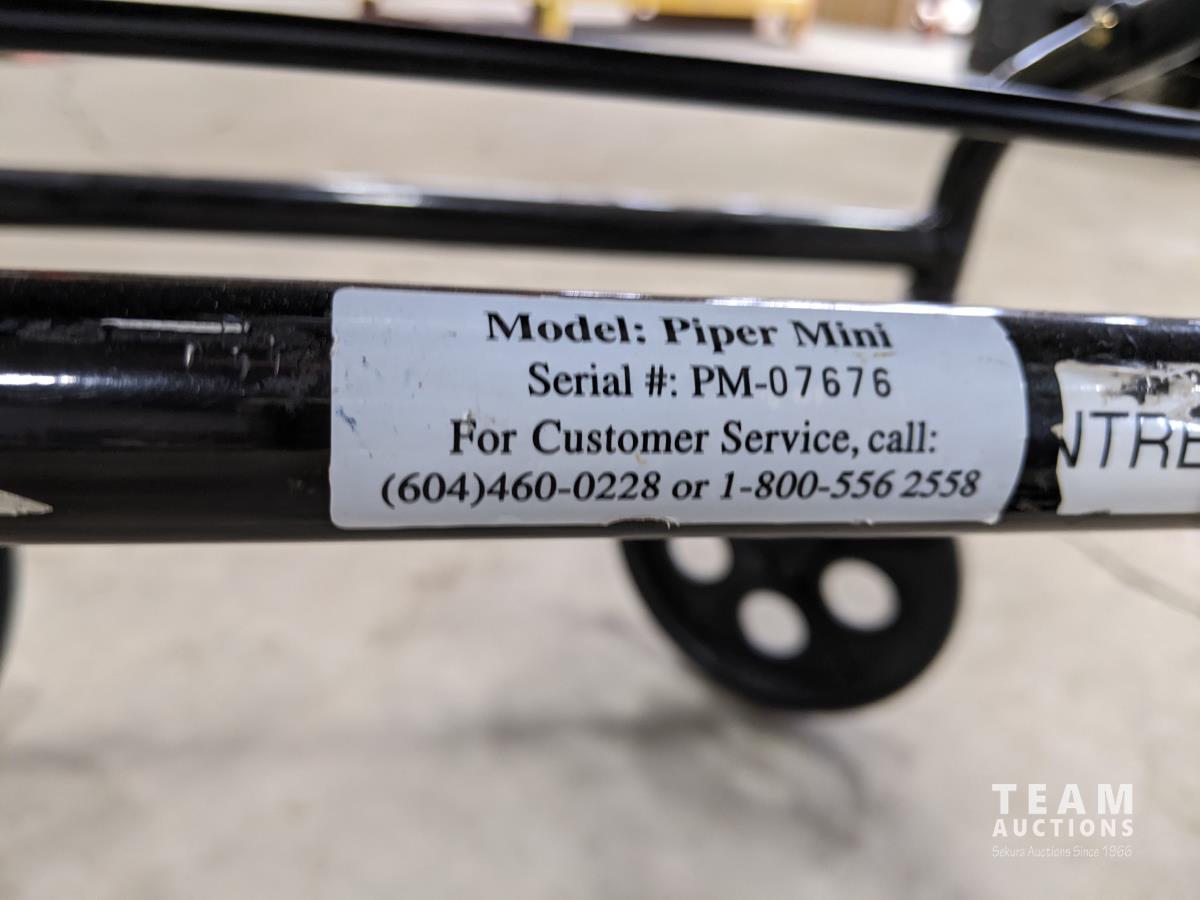 Model: Piper Mini
Serial #: PM-07676
For Customer Service, call:
(604)460-0228 or 1-800-556 2558
NTRE
TEAM
AUCTIONS
Sekura Auctions Since 1966